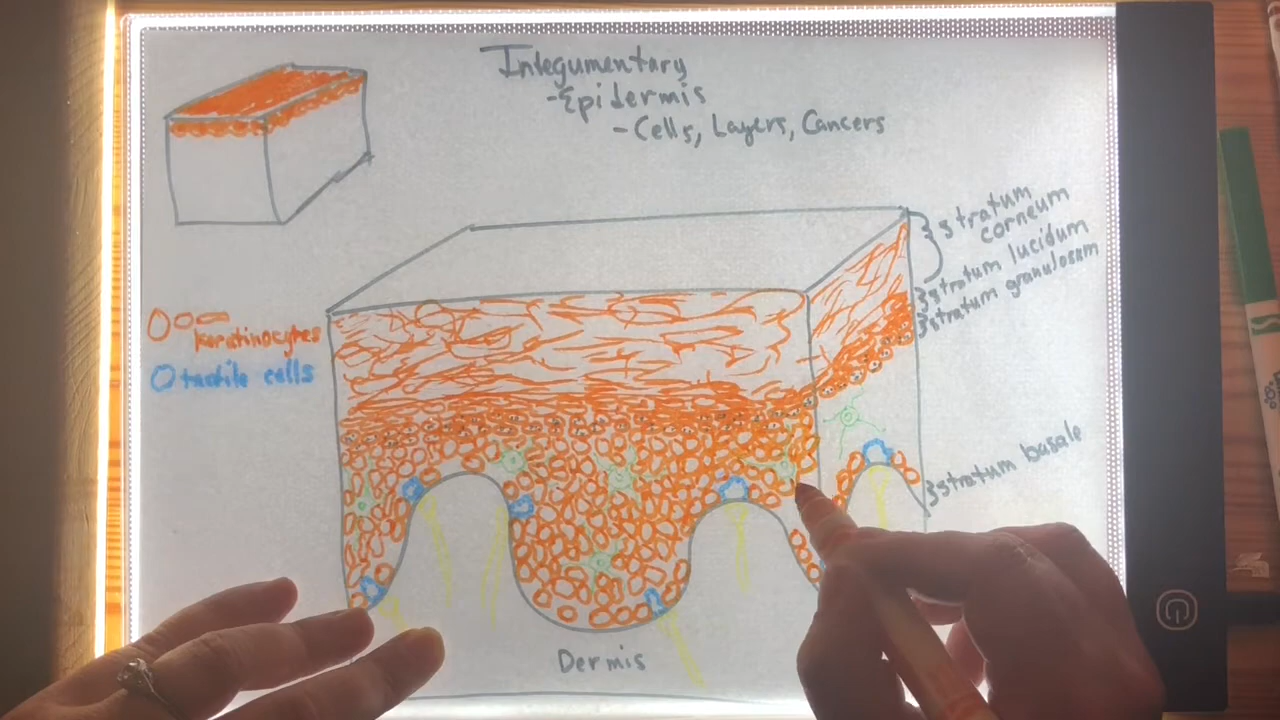 Integumentary
-Epidermis
-Cells, Layers, Cancers
stratum
corneum
stratum lucidum
stratum granulosum
keratinocytes
tactile cells
stratum basale
Dermis